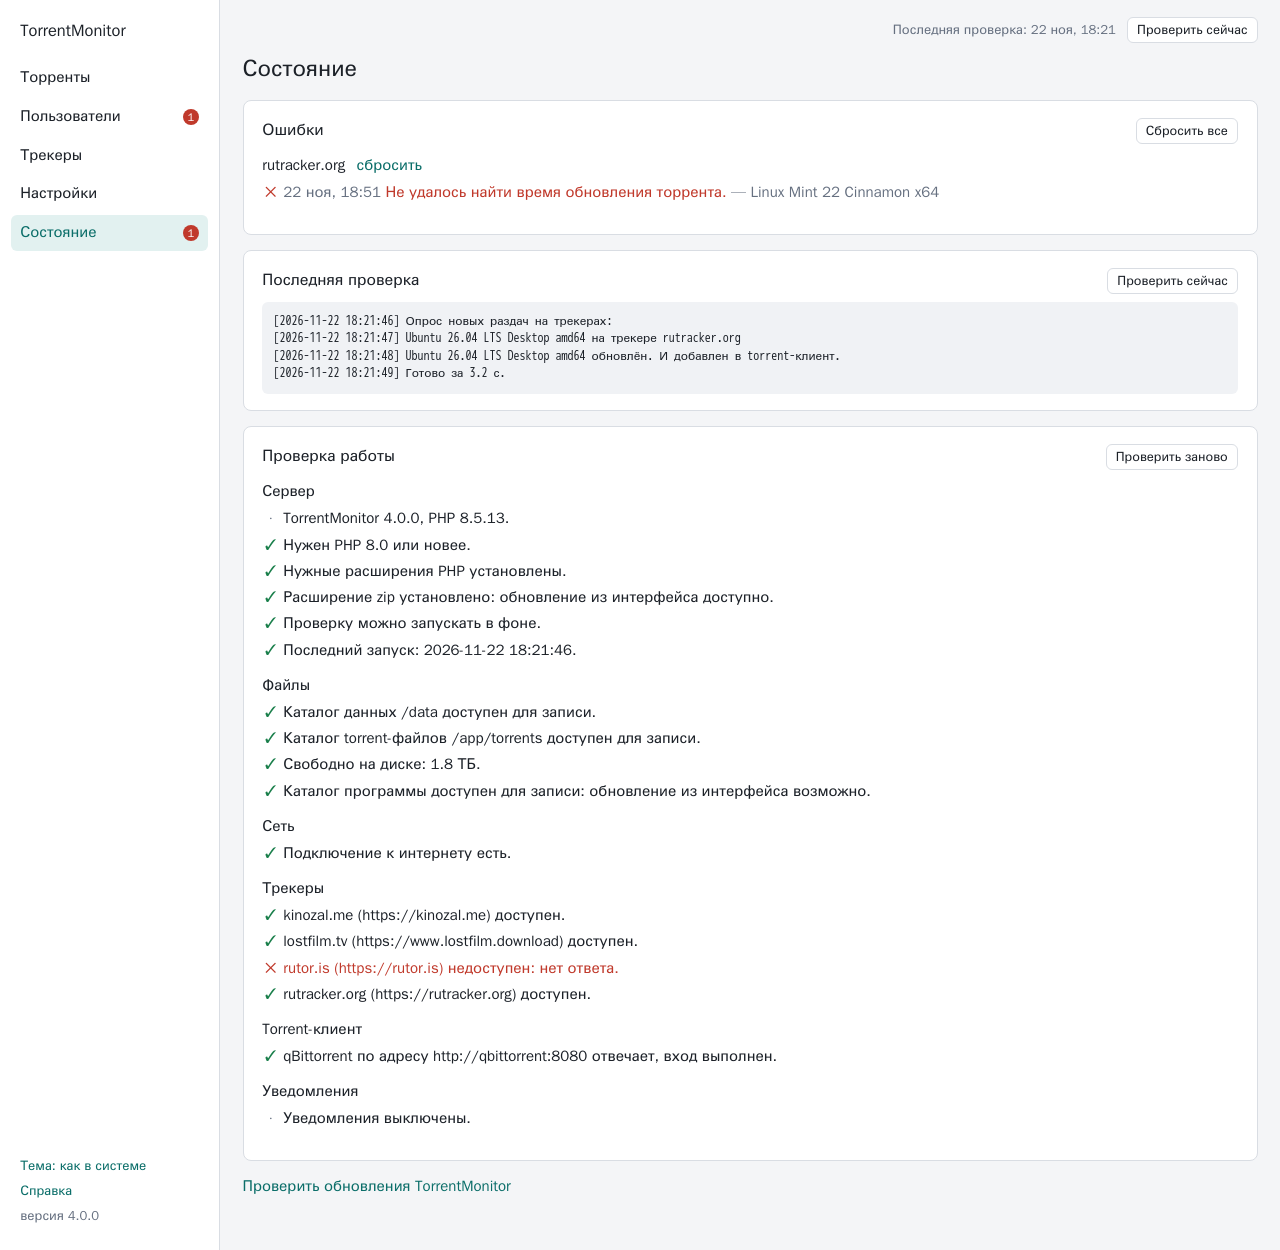 TorrentMonitor
Торренты
Пользователи 1
Трекеры
Настройки
Состояние 1
Тема: как в системе
Справка
версия 4.0.0
Последняя проверка: 22 ноя, 18:21 Проверить сейчас
Состояние
Ошибки Сбросить все
rutracker.org сбросить
✕ 22 ноя, 18:51 Не удалось найти время обновления торрента. — Linux Mint 22 Cinnamon x64
Последняя проверка Проверить сейчас
[2026-11-22 18:21:46] Опрос новых раздач на трекерах:
[2026-11-22 18:21:47] Ubuntu 26.04 LTS Desktop amd64 на трекере rutracker.org
[2026-11-22 18:21:48] Ubuntu 26.04 LTS Desktop amd64 обновлён. И добавлен в torrent-клиент.
[2026-11-22 18:21:49] Готово за 3.2 с.
Проверка работы Проверить заново
Сервер
· TorrentMonitor 4.0.0, PHP 8.5.13.
✓ Нужен PHP 8.0 или новее.
✓ Нужные расширения PHP установлены.
✓ Расширение zip установлено: обновление из интерфейса доступно.
✓ Проверку можно запускать в фоне.
✓ Последний запуск: 2026-11-22 18:21:46.
Файлы
✓ Каталог данных /data доступен для записи.
✓ Каталог torrent-файлов /app/torrents доступен для записи.
✓ Свободно на диске: 1.8 ТБ.
✓ Каталог программы доступен для записи: обновление из интерфейса возможно.
Сеть
✓ Подключение к интернету есть.
Трекеры
✓ kinozal.me (https://kinozal.me) доступен.
✓ lostfilm.tv (https://www.lostfilm.download) доступен.
✕ rutor.is (https://rutor.is) недоступен: нет ответа.
✓ rutracker.org (https://rutracker.org) доступен.
Torrent-клиент
✓ qBittorrent по адресу http://qbittorrent:8080 отвечает, вход выполнен.
Уведомления
· Уведомления выключены.
Проверить обновления TorrentMonitor